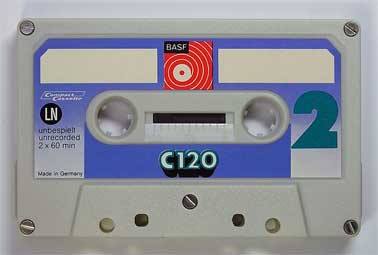 BASF
Compact
Cassette
LN
unbespielt
unrecorded
2 x 60 min
2
C120
Made in Germany